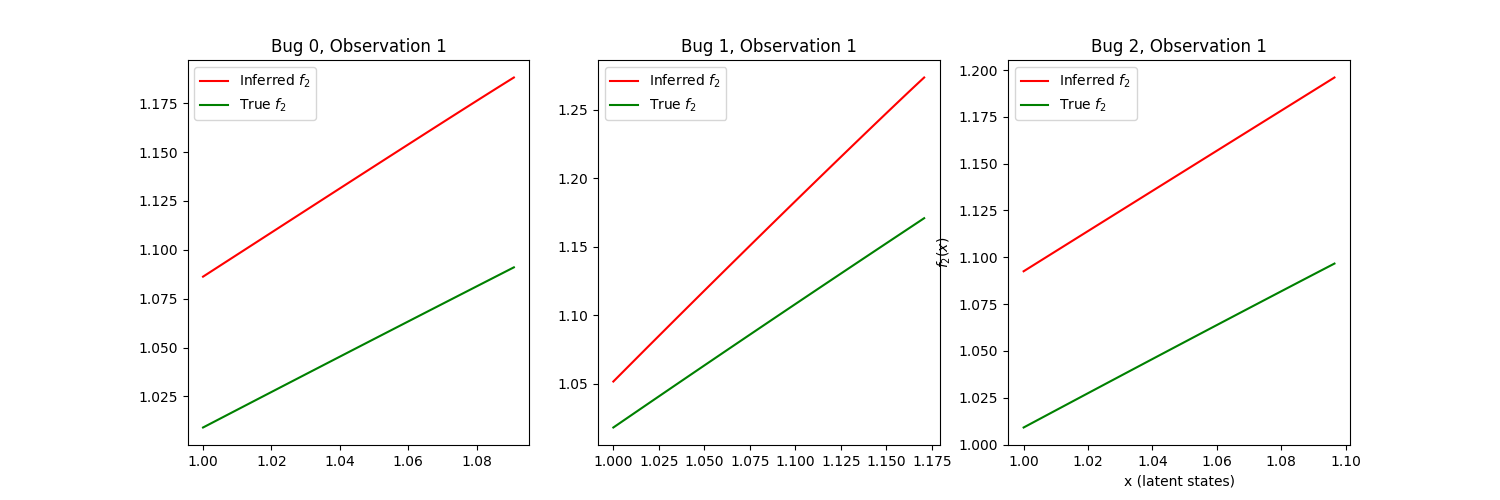 Bug 0, Observation 1
Inferred f₂
True f₂
1.175
1.150
1.125
1.100
1.075
1.050
1.025
1.00 1.02 1.04 1.06 1.08
Bug 1, Observation 1
Inferred f₂
True f₂
1.25
1.20
1.15
1.10
1.05
1.000 1.025 1.050 1.075 1.100 1.125 1.150 1.175
Bug 2, Observation 1
Inferred f₂
True f₂
f₂(x)
1.200
1.175
1.150
1.125
1.100
1.075
1.050
1.025
1.000
1.00 1.02 1.04 1.06 1.08 1.10
x (latent states)